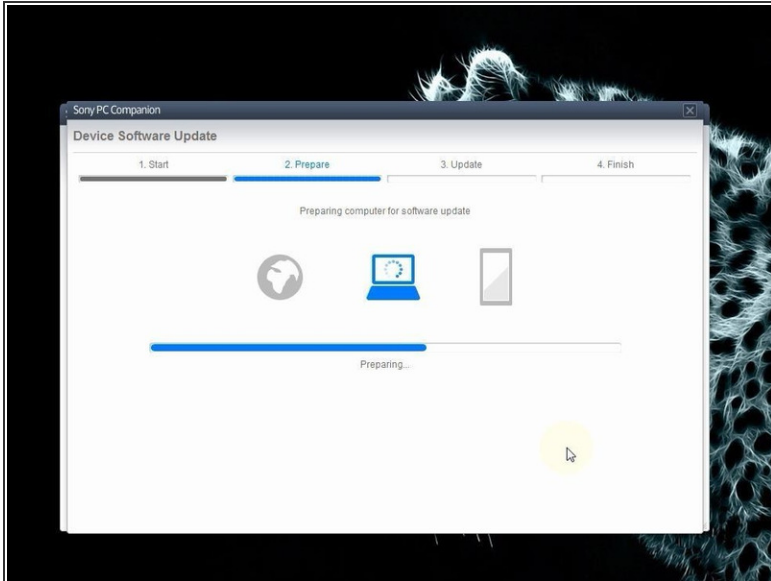 Sony PC Companion
Device Software Update
1. Start
2. Prepare
3. Update
4. Finish
Preparing computer for software update
Preparing...